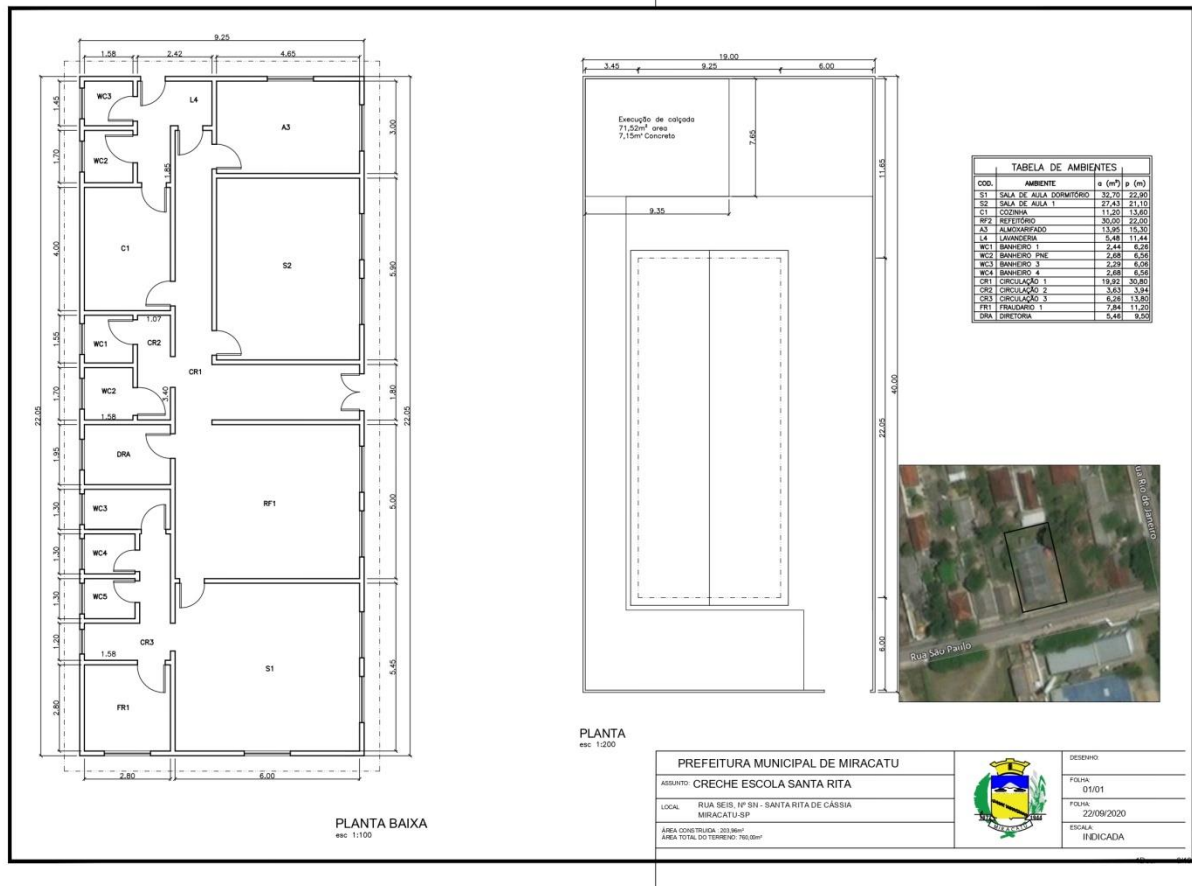 9.25
1.58 2.42 4.65
WC3
L4
A3
WC2
1.85
C1
S2
1.07
WC1
CR2
CR1
WC2
3.40
1.58
DRA
WC3
RF1
WC4
WC5
CR3
1.58
S1
FR1
1.45
1.70
4.00
1.55
1.70
1.95
1.30
1.30
1.30
1.20
2.80
22.05
3.00
5.90
1.80
5.00
5.45
22.05
2.80 6.00
PLANTA BAIXA
esc 1:100
19.00
3.45 9.25 6.00
Execução de calçada
71,52m² area
7,15m³ Concreto
7.65
9.35
11.65
40.00
22.05
6.00
PLANTA
esc 1:200
TABELA DE AMBIENTES
COD. AMBIENTE a (m²) p (m)
S1 SALA DE AULA DORMITÓRIO 32,70 22,90
S2 SALA DE AULA 1 27,43 21,10
C1 COZINHA 11,20 13,60
RF2 REFEITÓRIO 30,00 22,00
A3 ALMOXARIFADO 13,95 15,30
L4 LAVANDERIA 5,48 11,44
WC1 BANHEIRO 1 2,44 6,26
WC2 BANHEIRO PNE 2,68 6,56
WC3 BANHEIRO 3 2,29 6,06
WC4 BANHEIRO 4 2,68 6,56
CR1 CIRCULAÇÃO 1 19,92 30,80
CR2 CIRCULAÇÃO 2 3,63 3,94
CR3 CIRCULAÇÃO 3 6,26 13,80
FR1 FRAUDARIO 1 7,84 11,20
DRA DIRETORIA 5,46 9,50
ua Rio de Janeiro
Rua São Paulo
PREFEITURA MUNICIPAL DE MIRACATU
ASSUNTO: CRECHE ESCOLA SANTA RITA
LOCAL RUA SEIS, Nº SN - SANTA RITA DE CÁSSIA
MIRACATU-SP
ÁREA CONSTRUIDA : 203,96m²
ÁREA TOTAL DO TERRENO: 760,00m²
MIRACATU
DESENHO:
FOLHA:
01/01
FOLHA:
22/09/2020
ESCALA:
INDICADA